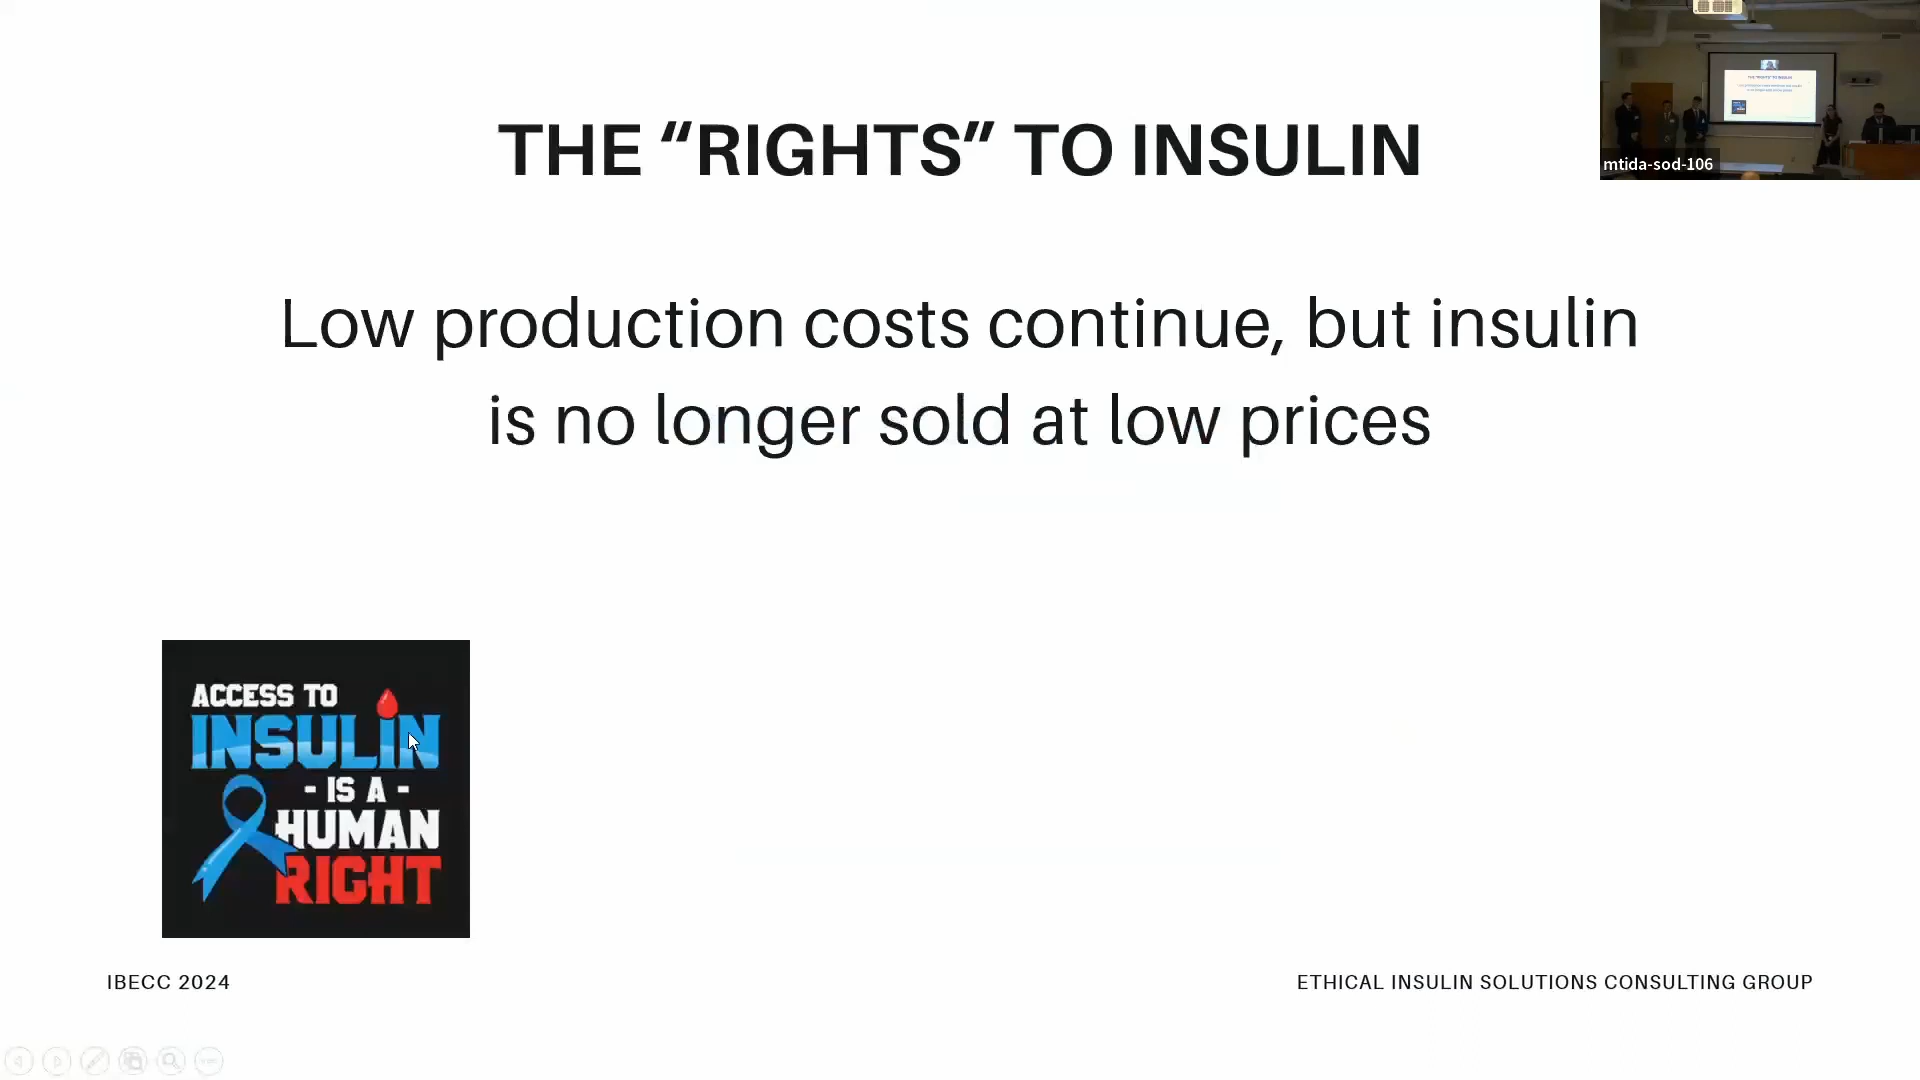 THE “RIGHTS” TO INSULIN
mtida-sod-106
Low production costs continue, but insulin
is no longer sold at low prices
ACCESS TO
INSULIN
- IS A -
HUMAN
RIGHT
IBECC 2024
ETHICAL INSULIN SOLUTIONS CONSULTING GROUP